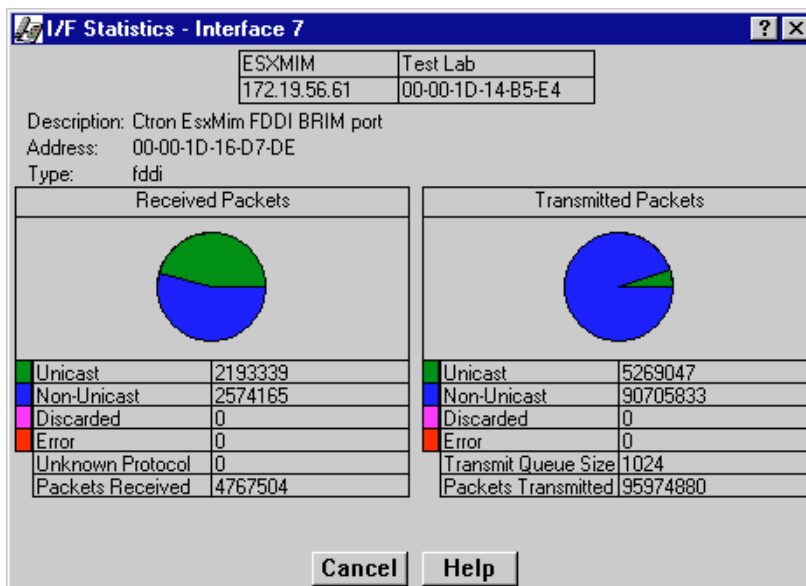 I/F Statistics - Interface 7
ESXMIM Test Lab
172.19.56.61 00-00-1D-14-B5-E4
Description: Ctron EsxMim FDDI BRIM port
Address: 00-00-1D-16-D7-DE
Type: fddi
Received Packets
Unicast 2193339
Non-Unicast 2574165
Discarded 0
Error 0
Unknown Protocol 0
Packets Received 4767504
Transmitted Packets
Unicast 5269047
Non-Unicast 90705833
Discarded 0
Error 0
Transmit Queue Size 1024
Packets Transmitted 95974880
Cancel Help